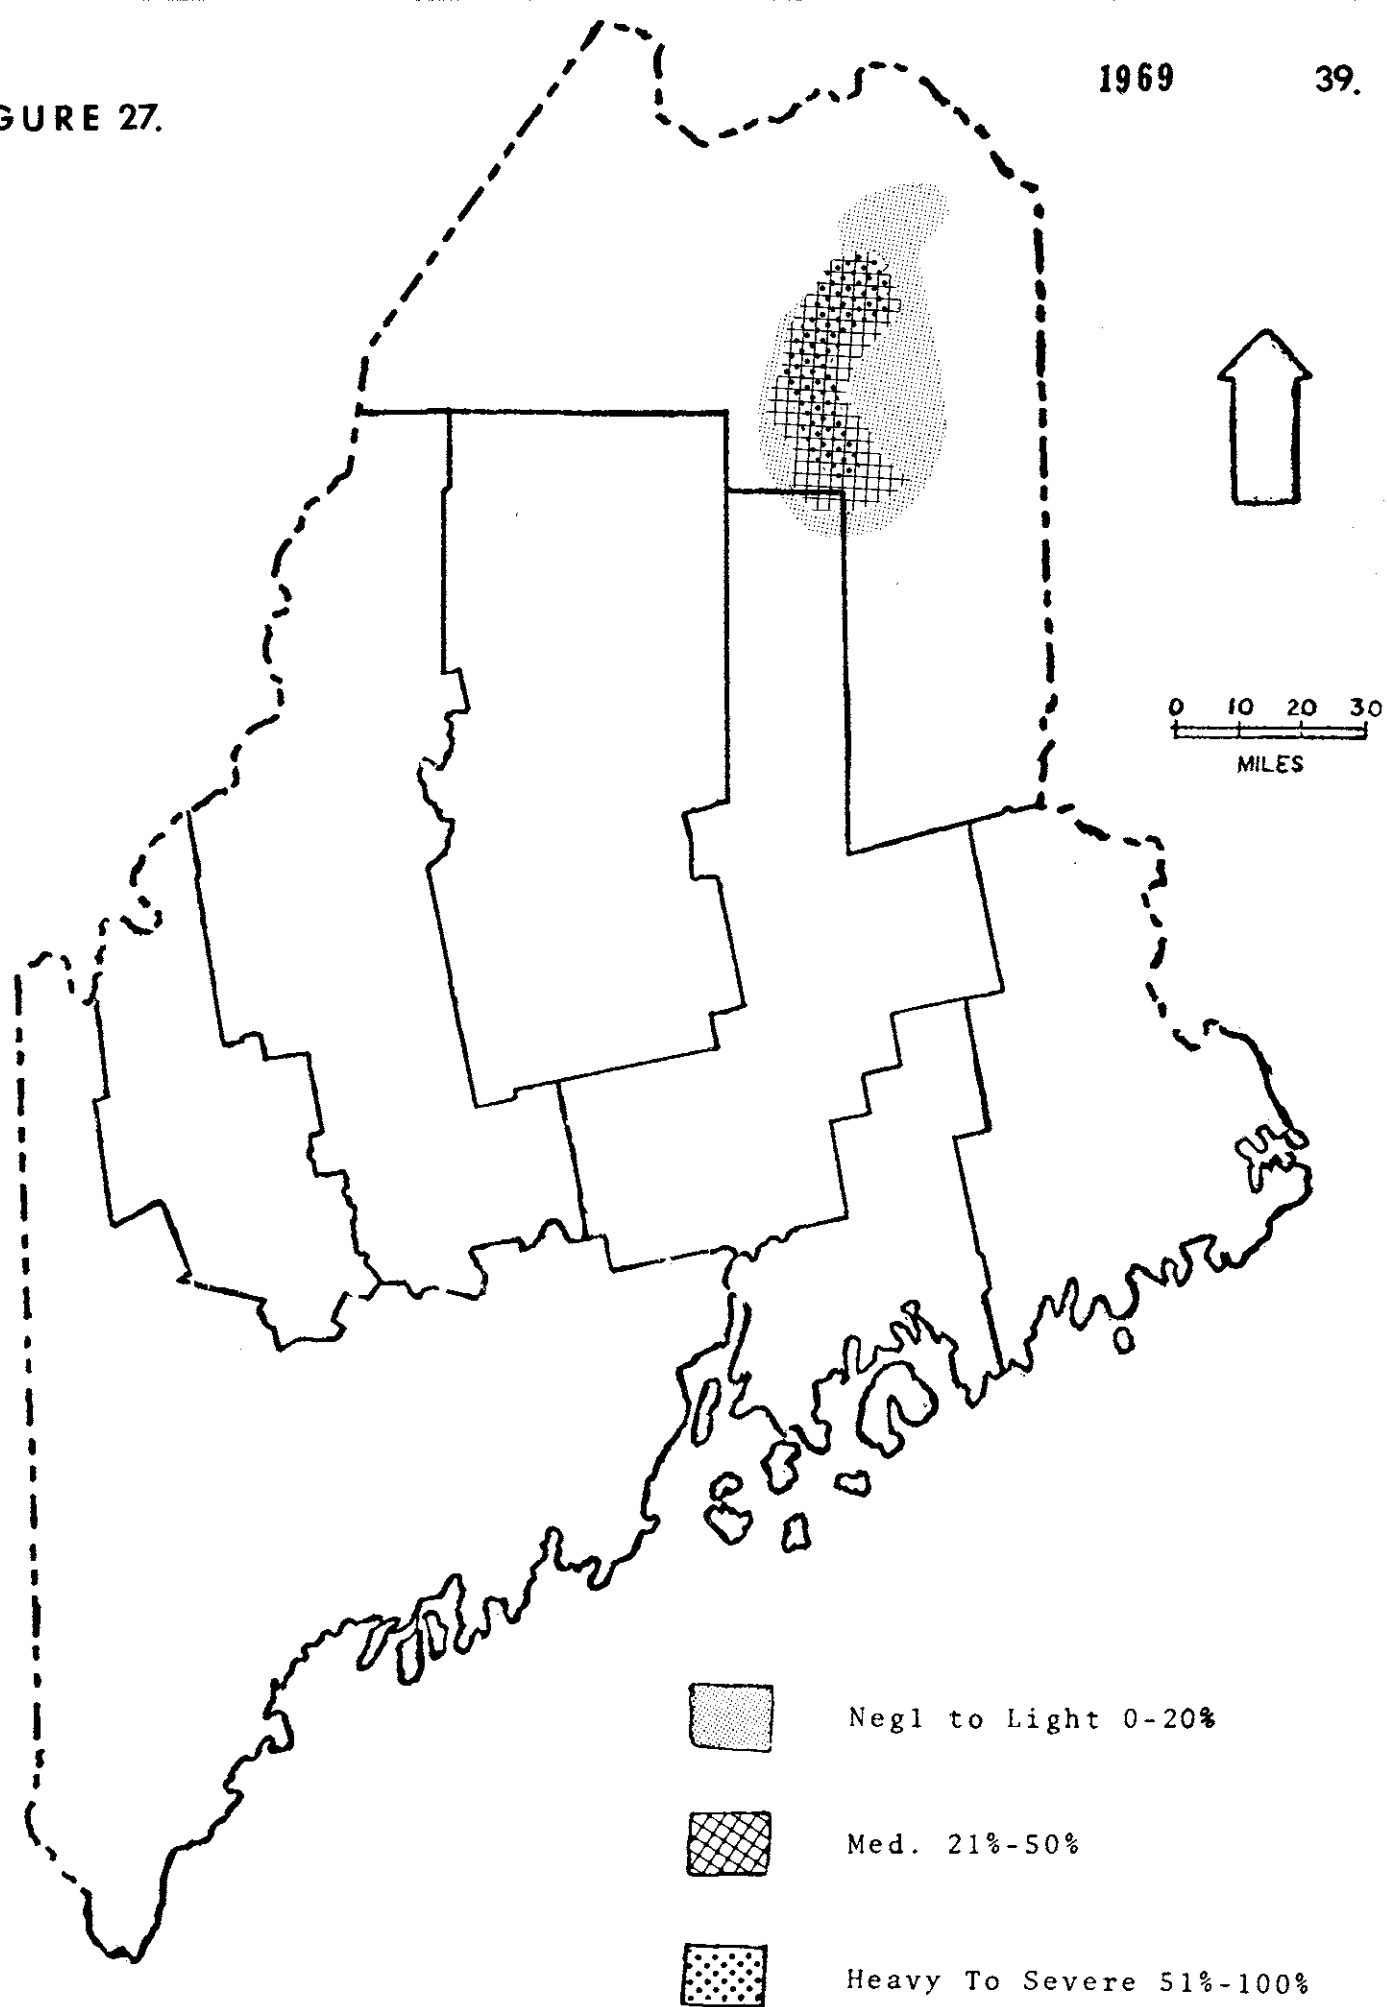 1969 39.
GURE 27.
0 10 20 30
MILES
Negl to Light 0-20%
Med. 21%-50%
Heavy To Severe 51%-100%